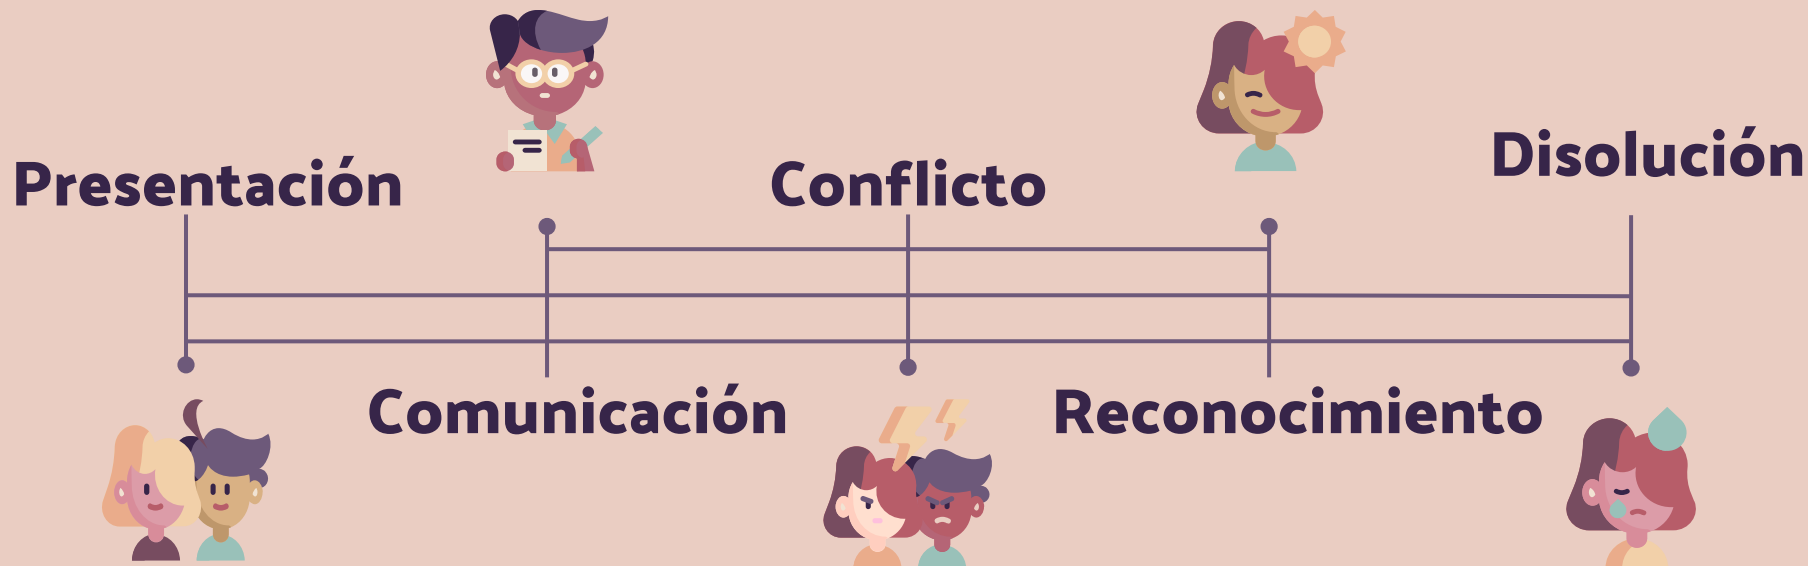 Presentación
Comunicación
Conflicto
Reconocimiento
Disolución